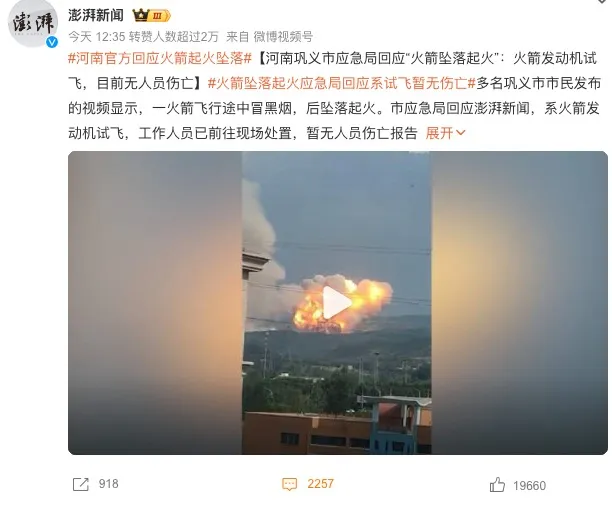 澎湃
澎湃新闻 III
今天 12:35 转赞人数超过2万 来自 微博视频号
#河南官方回应火箭起火坠落#【河南巩义市应急局回应“火箭坠落起火”：火箭发动机试
飞，目前无人员伤亡】#火箭坠落起火应急局回应系试飞暂无伤亡#多名巩义市市民发布
的视频显示，一火箭飞行途中冒黑烟，后坠落起火。市应急局回应澎湃新闻，系火箭发
动机试飞，工作人员已前往现场处置，暂无人员伤亡报告 展开
918
2257
19660